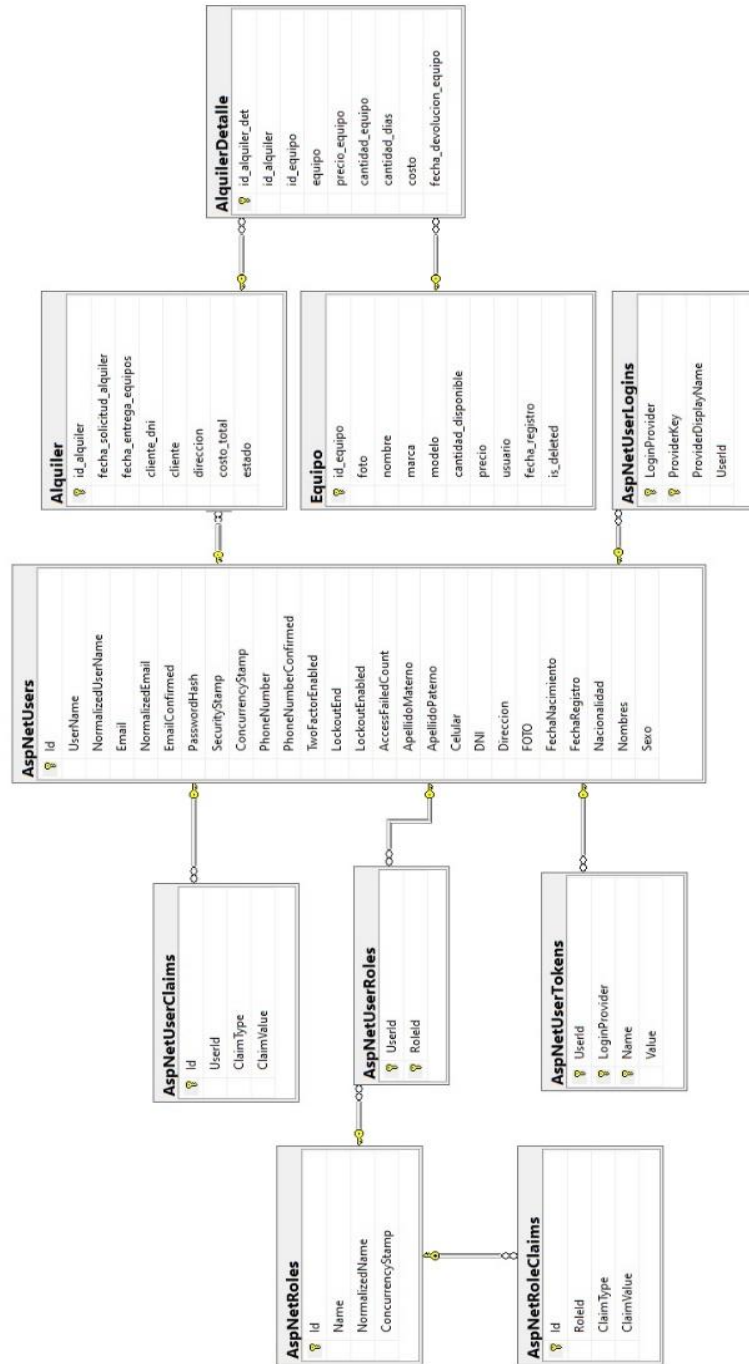 AspNetRoles
Id
Name
NormalizedName
ConcurrencyStamp
AspNetRoleClaims
Id
RoleId
ClaimType
ClaimValue
AspNetUserClaims
Id
UserId
ClaimType
ClaimValue
AspNetUserRoles
UserId
RoleId
AspNetUserTokens
UserId
LoginProvider
Name
Value
AspNetUsers
Id
UserName
NormalizedUserName
Email
NormalizedEmail
EmailConfirmed
PasswordHash
SecurityStamp
ConcurrencyStamp
PhoneNumber
PhoneNumberConfirmed
TwoFactorEnabled
LockoutEnd
LockoutEnabled
AccessFailedCount
ApellidoMaterno
ApellidoPaterno
Celular
DNI
Direccion
FOTO
FechaNacimiento
FechaRegistro
Nacionalidad
Nombres
Sexo
Alquiler
id_alquiler
fecha_solicitud_alquiler
fecha_entrega_equipos
cliente_dni
cliente
direccion
costo_total
estado
Equipo
id_equipo
foto
nombre
marca
modelo
cantidad_disponible
precio
usuario
fecha_registro
is_deleted
AspNetUserLogins
LoginProvider
ProviderKey
ProviderDisplayName
UserId
AlquilerDetalle
id_alquiler_det
id_alquiler
id_equipo
equipo
precio_equipo
cantidad_equipo
cantidad_dias
costo
fecha_devolucion_equipo